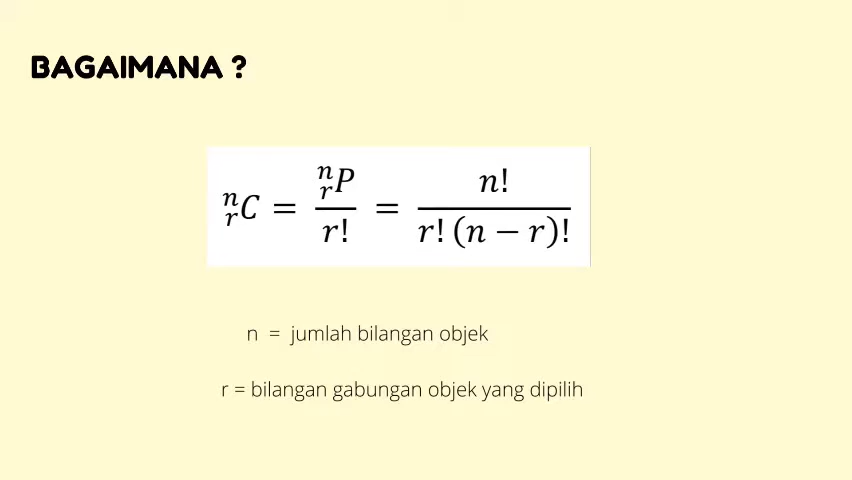 BAGAIMANA ?
ⁿᵣC = ⁿᵣP / r! = n! / r! (n − r)!
n = jumlah bilangan objek
r = bilangan gabungan objek yang dipilih